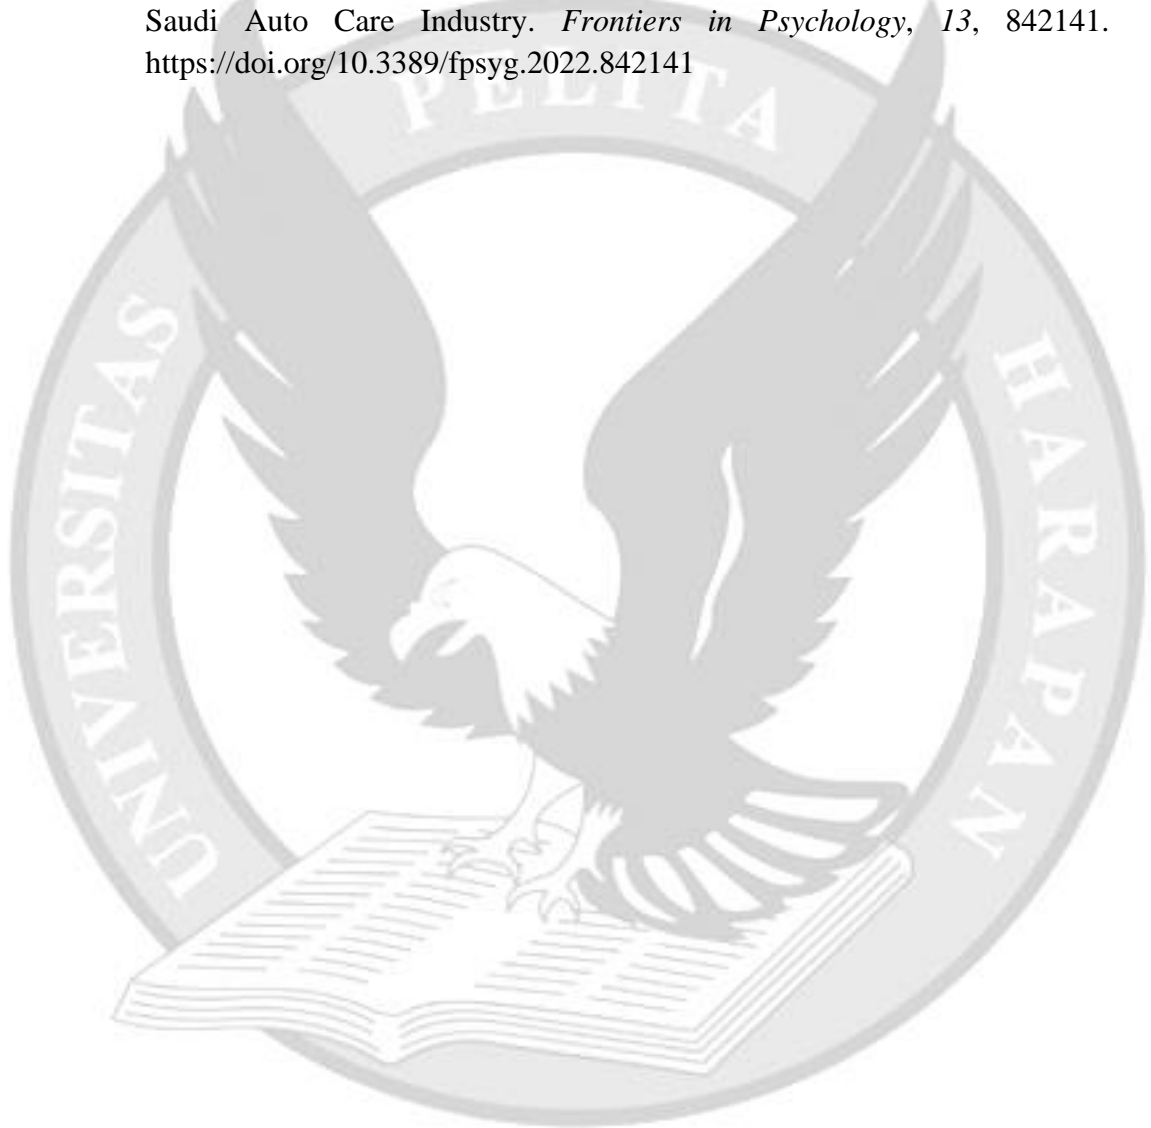 Saudi Auto Care Industry. Frontiers in Psychology, 13, 842141.
https://doi.org/10.3389/fpsyg.2022.842141
UNIVERSITAS PELITA HARAPAN